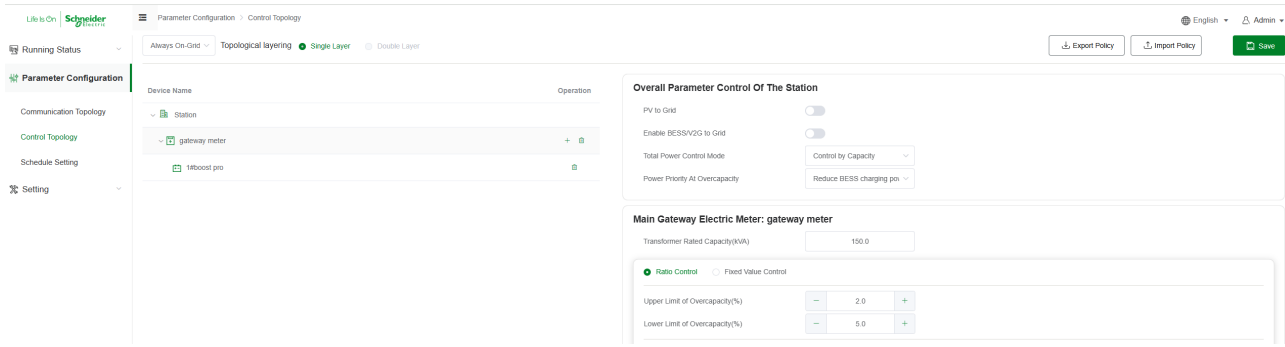 Life Is On Schneider Electric
Parameter Configuration > Control Topology
English
Admin
Running Status
Always On-Grid
Topological layering
Single Layer
Double Layer
Export Policy
Import Policy
Save
Parameter Configuration
Communication Topology
Control Topology
Schedule Setting
Setting
Device Name
Operation
Station
gateway meter
1#boost pro
Overall Parameter Control Of The Station
PV to Grid
Enable BESS/V2G to Grid
Total Power Control Mode
Control by Capacity
Power Priority At Overcapacity
Reduce BESS charging pov
Main Gateway Electric Meter: gateway meter
Transformer Rated Capacity(kVA)
150.0
Ratio Control
Fixed Value Control
Upper Limit of Overcapacity(%)
− 2.0 +
Lower Limit of Overcapacity(%)
− 5.0 +